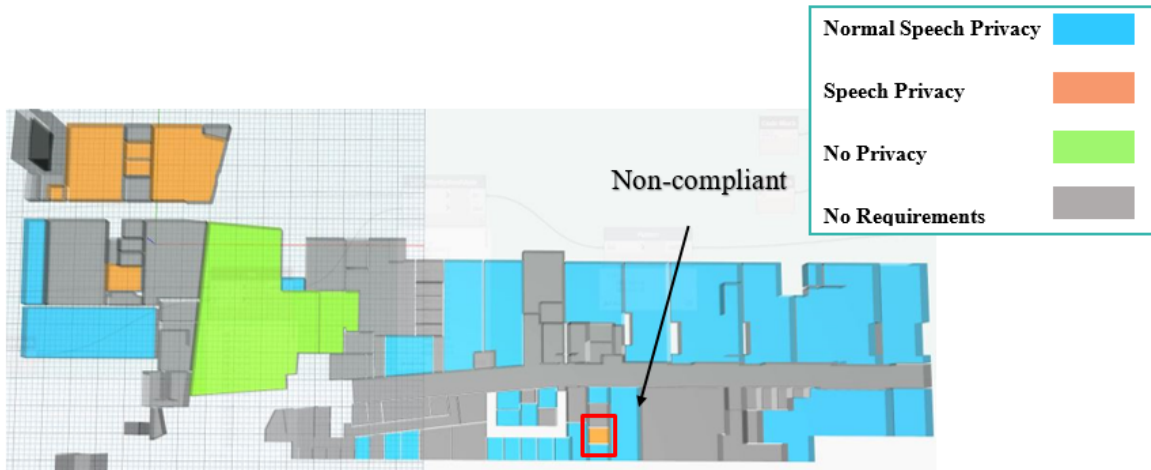 Normal Speech Privacy
Speech Privacy
No Privacy
No Requirements
Non-compliant